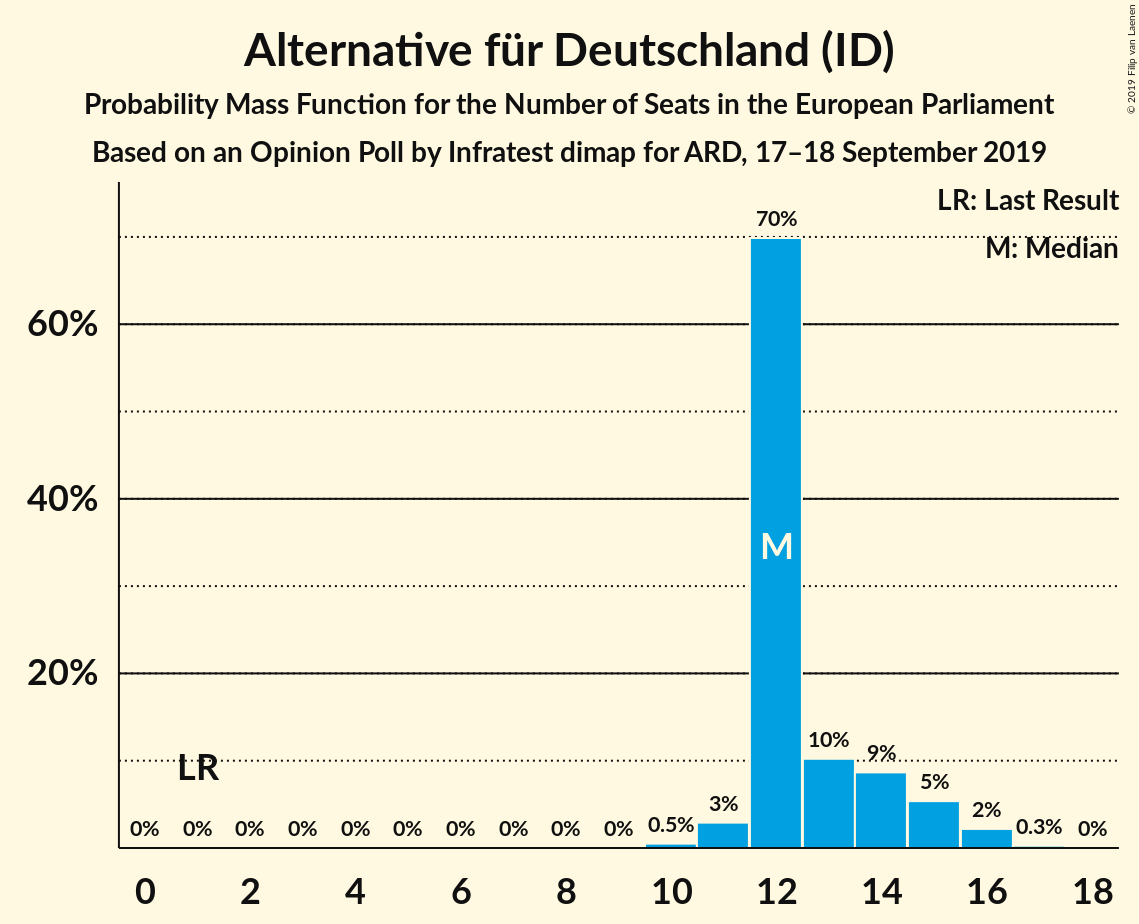 Alternative für Deutschland (ID)
Probability Mass Function for the Number of Seats in the European Parliament
Based on an Opinion Poll by Infratest dimap for ARD, 17–18 September 2019
© 2019 Filip van Laenen
LR: Last Result
M: Median
70%
60%
40%
M
20%
LR
10%
9%
5%
3%
2%
0% 0% 0% 0% 0% 0% 0% 0% 0% 0% 0.5% 0.3% 0%
0 2 4 6 8 10 12 14 16 18